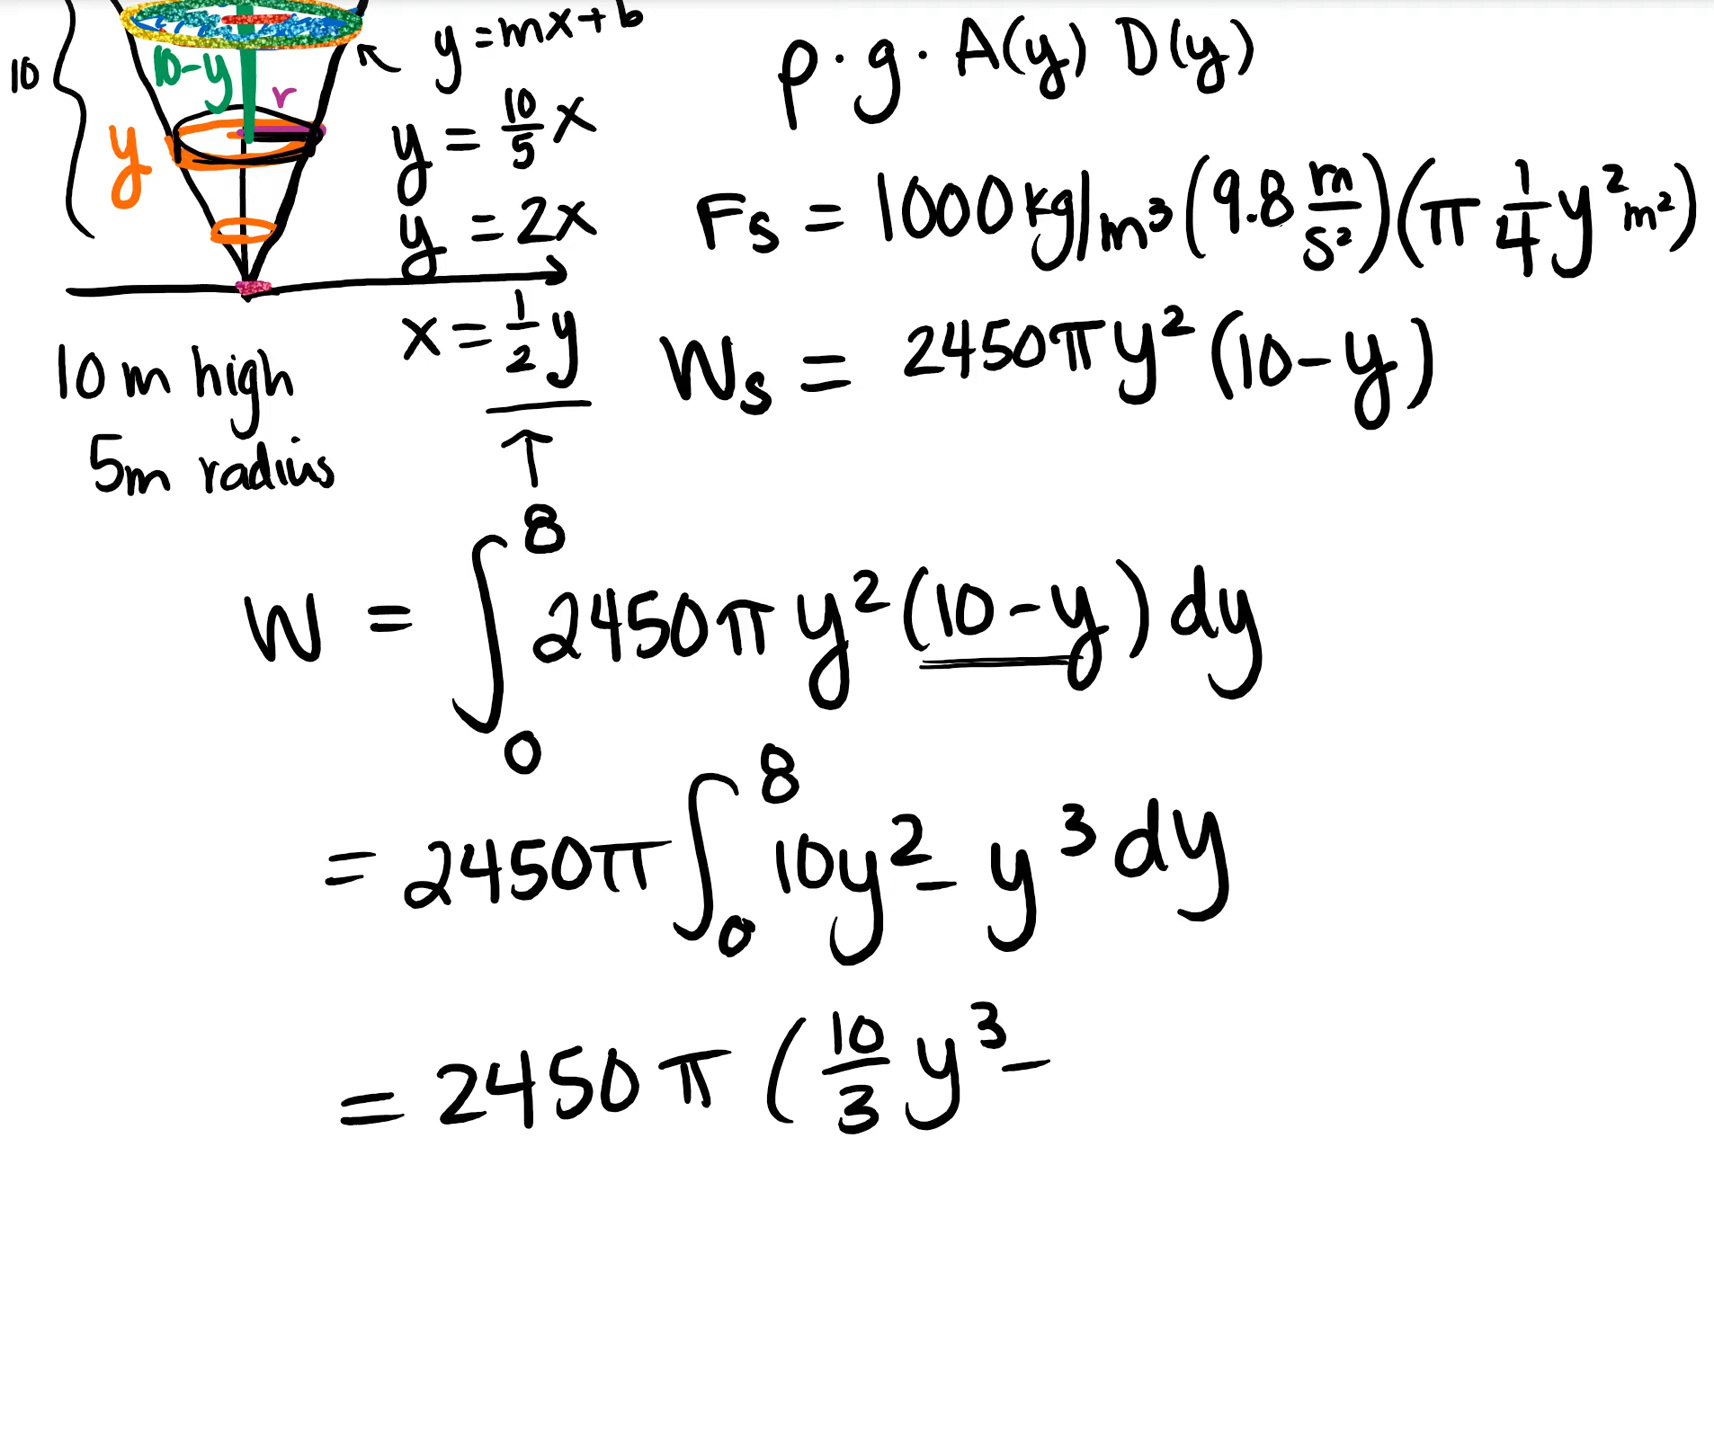 10
10-y
r
y
y = mx + b
y = 10/5 x
y = 2x
x = 1/2 y
↑
10 m high
5m radius
ρ · g · A(y) D(y)
Fs = 1000 kg/m³ (9.8 m/s²)(π 1/4 y² m²)
Ws = 2450π y² (10-y)
W = ∫₀⁸ 2450π y² (10-y) dy
= 2450π ∫₀⁸ 10y² - y³ dy
= 2450π (10/3 y³ -